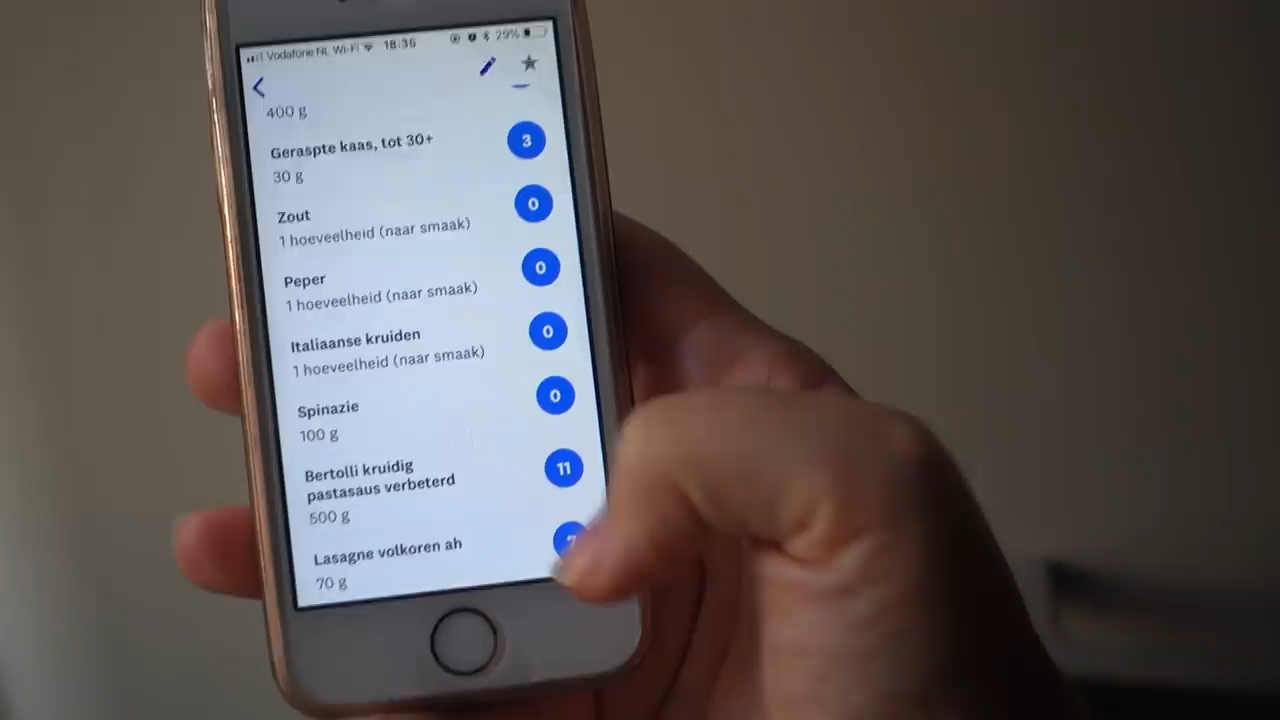 Vodafone NL Wi-Fi 18:36 29%
400 g
Geraspte kaas, tot 30+ 3
30 g
Zout 0
1 hoeveelheid (naar smaak)
Peper 0
1 hoeveelheid (naar smaak)
Italiaanse kruiden 0
1 hoeveelheid (naar smaak)
Spinazie 0
100 g
Bertolli kruidig 11
pastasaus verbeterd
500 g
Lasagne volkoren ah
70 g